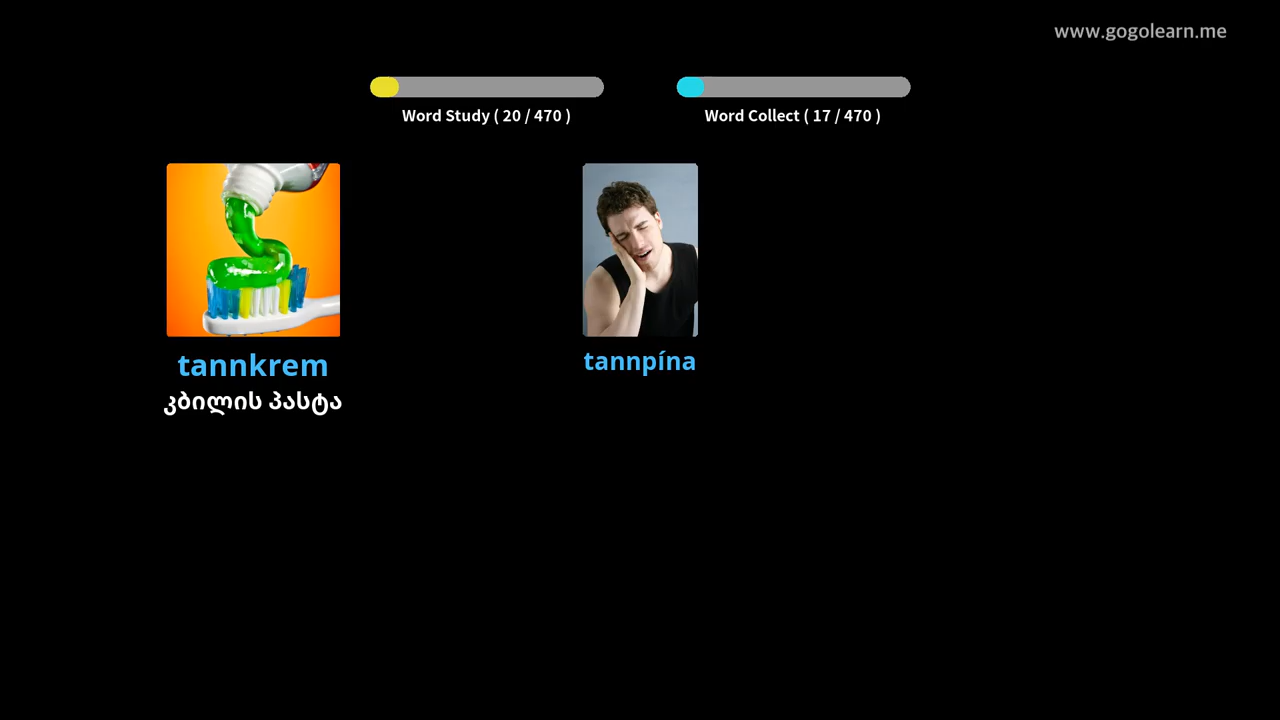 www.gogolearn.me
Word Study ( 20 / 470 )
Word Collect ( 17 / 470 )
tannkrem
კბილის პასტა
tannpína